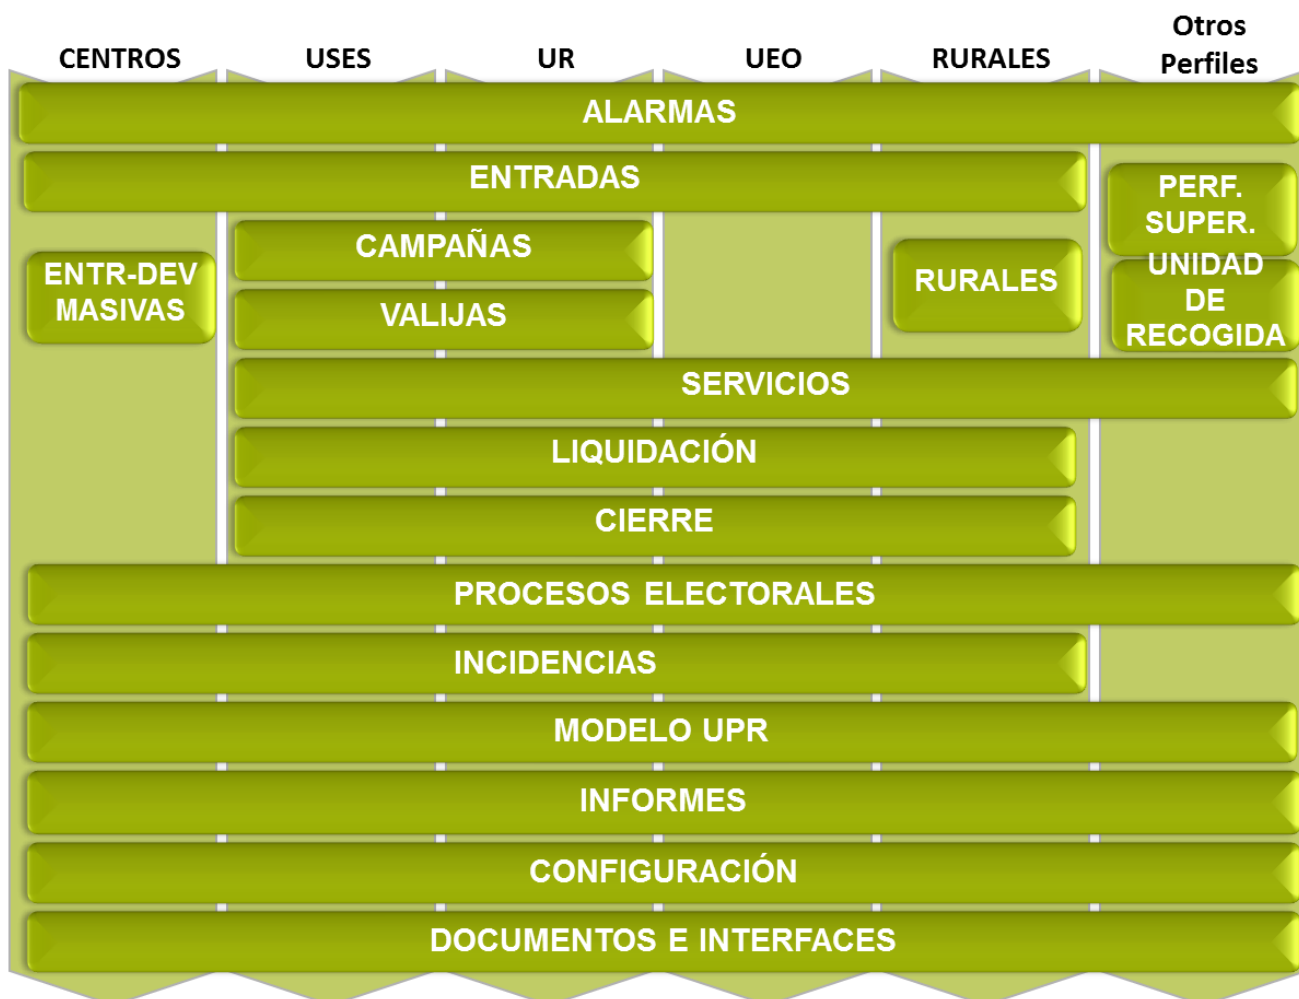 CENTROS
USES
UR
UEO
RURALES
Otros
Perfiles
ALARMAS
ENTRADAS
PERF.
SUPER.
CAMPAÑAS
ENTR-DEV
MASIVAS
RURALES
UNIDAD
DE
RECOGIDA
VALIJAS
SERVICIOS
LIQUIDACIÓN
CIERRE
PROCESOS ELECTORALES
INCIDENCIAS
MODELO UPR
INFORMES
CONFIGURACIÓN
DOCUMENTOS E INTERFACES